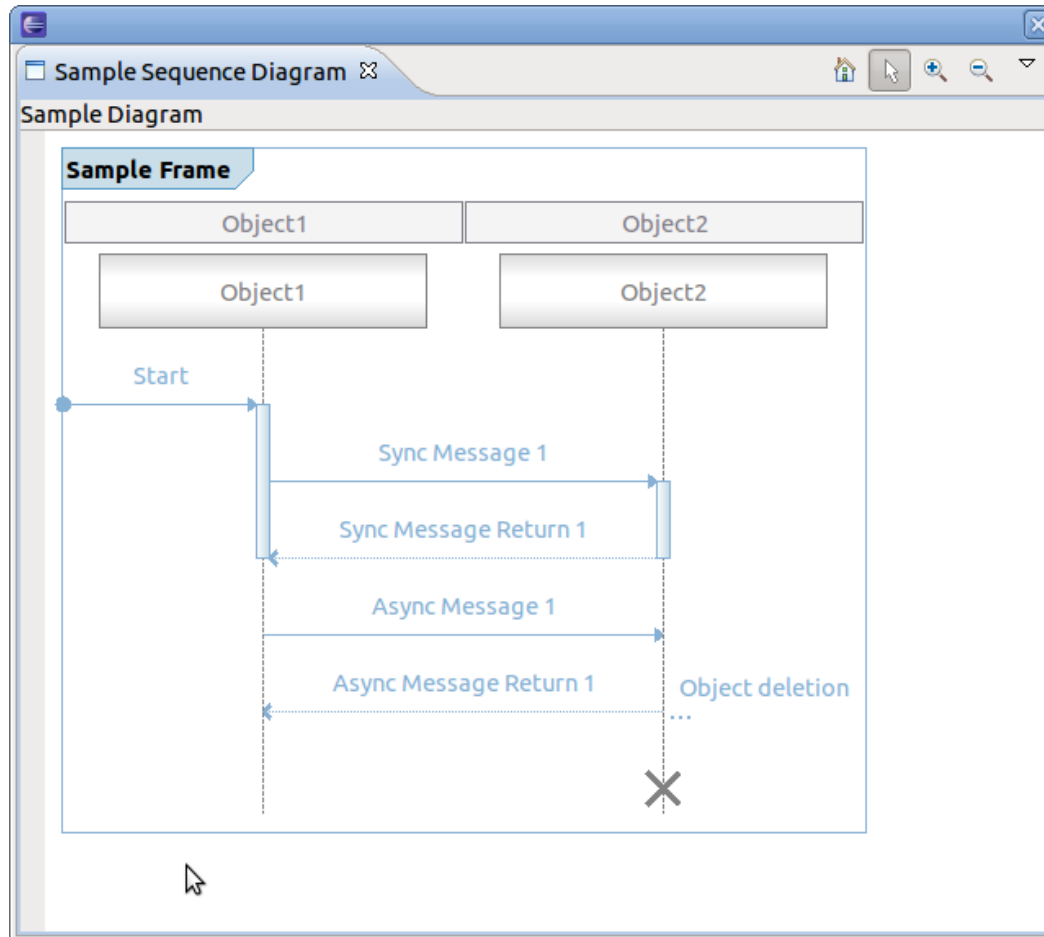 Sample Sequence Diagram
Sample Diagram
Sample Frame
Object1
Object2
Object1
Object2
Start
Sync Message 1
Sync Message Return 1
Async Message 1
Async Message Return 1
Object deletion
...